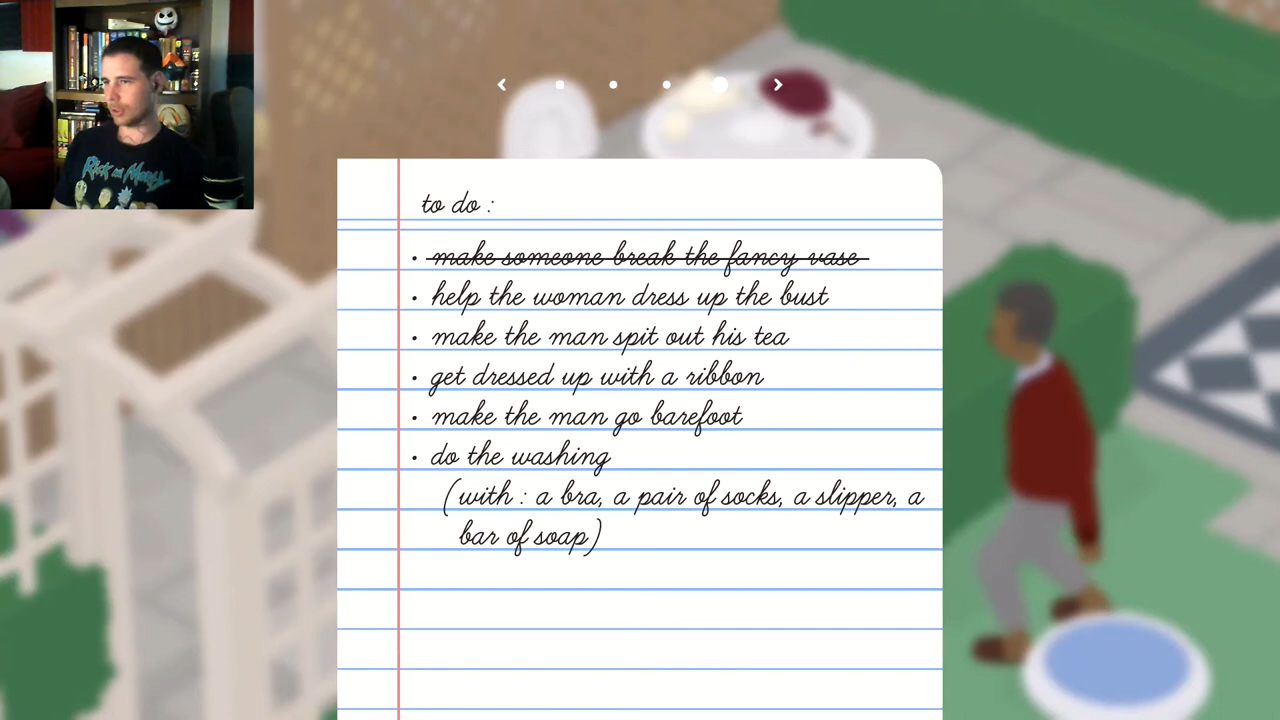 Rick and Morty
to do :
• make someone break the fancy vase
• help the woman dress up the bust
• make the man spit out his tea
• get dressed up with a ribbon
• make the man go barefoot
• do the washing
(with : a bra, a pair of socks, a slipper, a
bar of soap)